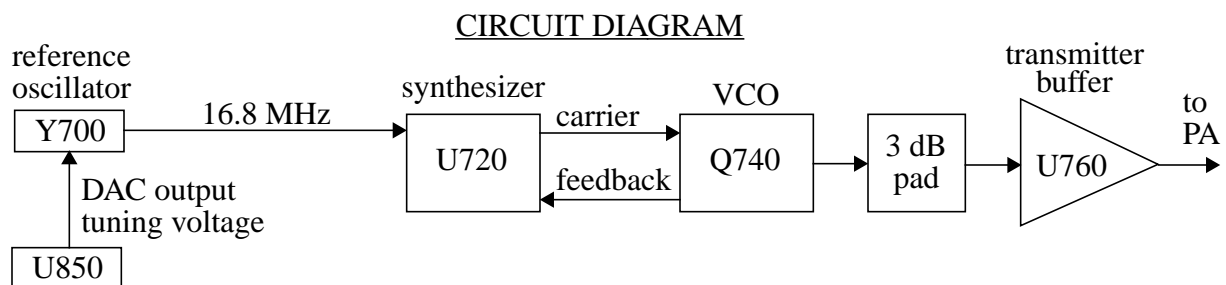 CIRCUIT DIAGRAM
reference
oscillator
Y700
16.8 MHz
DAC output
tuning voltage
U850
synthesizer
U720
carrier
feedback
VCO
Q740
3 dB
pad
transmitter
buffer
U760
to
PA